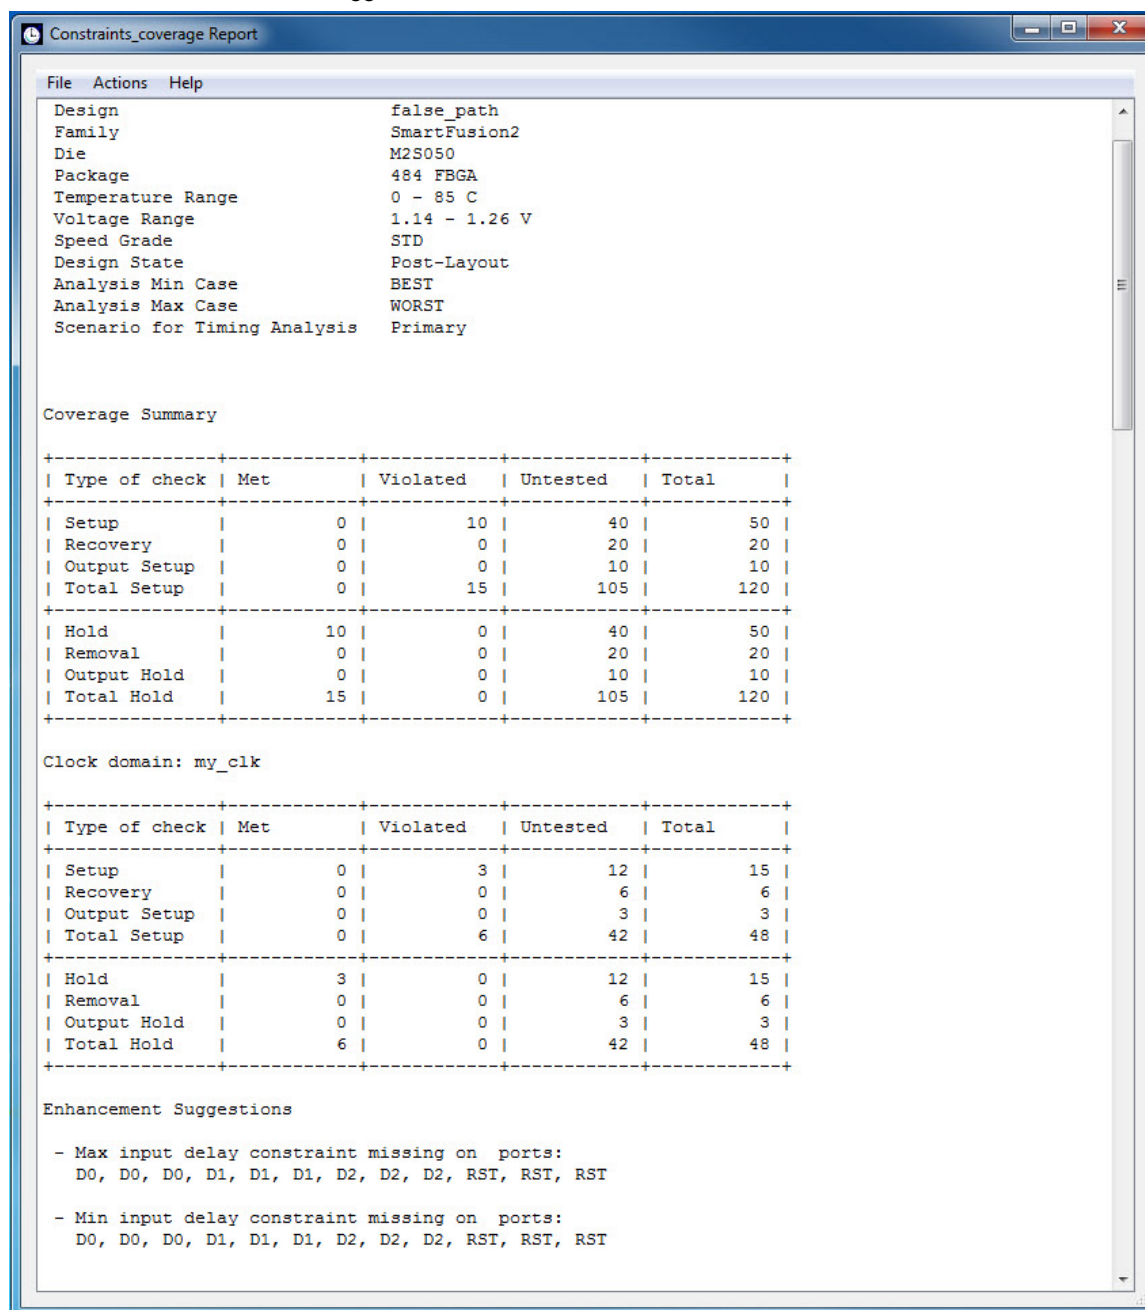 Constraints_coverage Report
File Actions Help
Design false_path
Family SmartFusion2
Die M2S050
Package 484 FBGA
Temperature Range 0 - 85 C
Voltage Range 1.14 - 1.26 V
Speed Grade STD
Design State Post-Layout
Analysis Min Case BEST
Analysis Max Case WORST
Scenario for Timing Analysis Primary
Coverage Summary
+---------------+------------+------------+------------+------------+
| Type of check | Met | Violated | Untested | Total |
+---------------+------------+------------+------------+------------+
| Setup | 0 | 10 | 40 | 50 |
| Recovery | 0 | 0 | 20 | 20 |
| Output Setup | 0 | 0 | 10 | 10 |
| Total Setup | 0 | 15 | 105 | 120 |
+---------------+------------+------------+------------+------------+
| Hold | 10 | 0 | 40 | 50 |
| Removal | 0 | 0 | 20 | 20 |
| Output Hold | 0 | 0 | 10 | 10 |
| Total Hold | 15 | 0 | 105 | 120 |
+---------------+------------+------------+------------+------------+
Clock domain: my_clk
+---------------+------------+------------+------------+------------+
| Type of check | Met | Violated | Untested | Total |
+---------------+------------+------------+------------+------------+
| Setup | 0 | 3 | 12 | 15 |
| Recovery | 0 | 0 | 6 | 6 |
| Output Setup | 0 | 0 | 3 | 3 |
| Total Setup | 0 | 6 | 42 | 48 |
+---------------+------------+------------+------------+------------+
| Hold | 3 | 0 | 12 | 15 |
| Removal | 0 | 0 | 6 | 6 |
| Output Hold | 0 | 0 | 3 | 3 |
| Total Hold | 6 | 0 | 42 | 48 |
+---------------+------------+------------+------------+------------+
Enhancement Suggestions
- Max input delay constraint missing on ports:
D0, D0, D0, D1, D1, D1, D2, D2, D2, RST, RST, RST
- Min input delay constraint missing on ports:
D0, D0, D0, D1, D1, D1, D2, D2, D2, RST, RST, RST